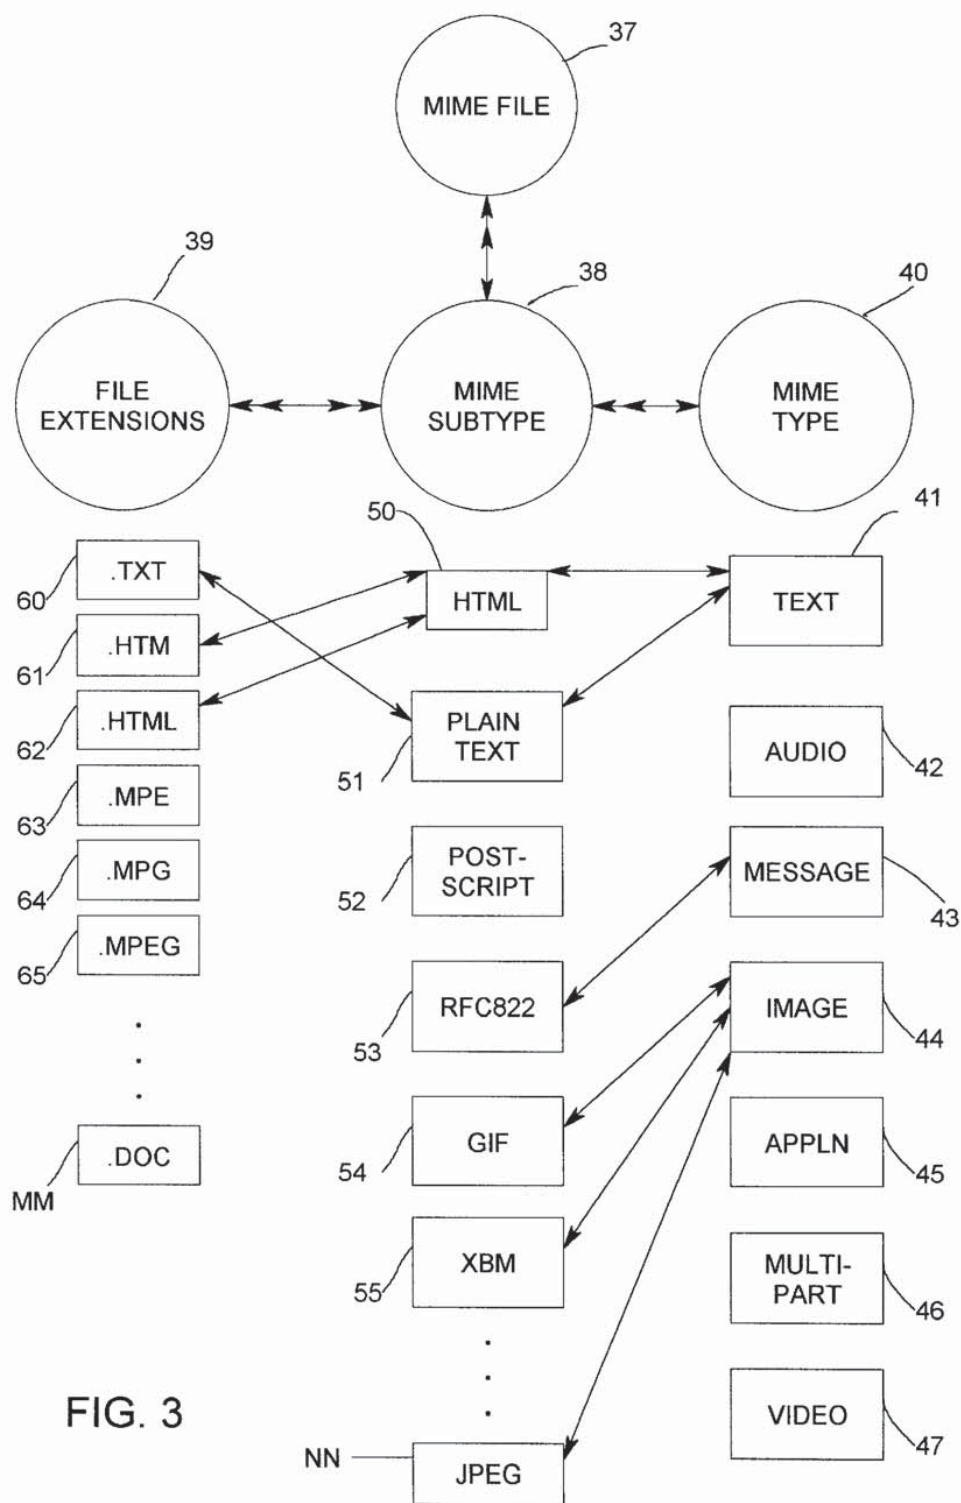 37
MIME FILE
39
38
40
FILE
EXTENSIONS
MIME
SUBTYPE
MIME
TYPE
50
41
.TXT
60
HTML
TEXT
.HTM
61
.HTML
62
PLAIN
TEXT
51
AUDIO
42
.MPE
63
.MPG
64
POST-
SCRIPT
52
MESSAGE
43
.MPEG
65
RFC822
53
IMAGE
44
.DOC
MM
GIF
54
APPLN
45
XBM
55
MULTI-
PART
46
FIG. 3
VIDEO
47
NN
JPEG